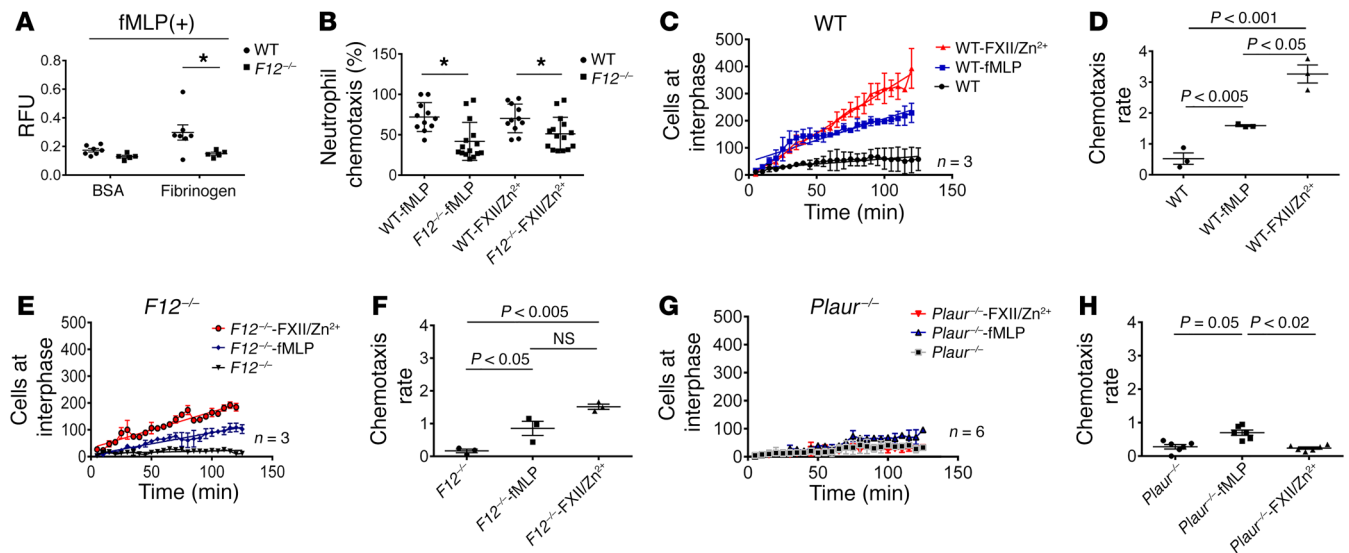 A
fMLP(+)
WT
F12–/–
*
RFU
0.8
0.6
0.4
0.2
0.0
BSA
Fibrinogen
B
WT
F12–/–
*
*
Neutrophil
chemotaxis (%)
150
100
50
0
WT-fMLP
F12–/–-fMLP
WT-FXII/Zn2+
F12–/–-FXII/Zn2+
C
WT
WT-FXII/Zn2+
WT-fMLP
WT
Cells at
interphase
500
400
300
200
100
0
n = 3
50
100
150
Time (min)
D
P < 0.001
P < 0.05
P < 0.005
Chemotaxis
rate
4
3
2
1
0
WT
WT-fMLP
WT-FXII/Zn2+
E
F12–/–
F12–/–-FXII/Zn2+
F12–/–-fMLP
F12–/–
Cells at
interphase
500
400
300
200
100
0
n = 3
50
100
150
Time (min)
F
P < 0.005
NS
P < 0.05
Chemotaxis
rate
4
3
2
1
0
F12–/–
F12–/–-fMLP
F12–/–-FXII/Zn2+
G
Plaur–/–
Plaur–/–-FXII/Zn2+
Plaur–/–-fMLP
Plaur–/–
Cells at
interphase
500
400
300
200
100
0
n = 6
50
100
150
Time (min)
H
P = 0.05
P < 0.02
Chemotaxis
rate
4
3
2
1
0
Plaur–/–
Plaur–/–-fMLP
Plaur–/–-FXII/Zn2+